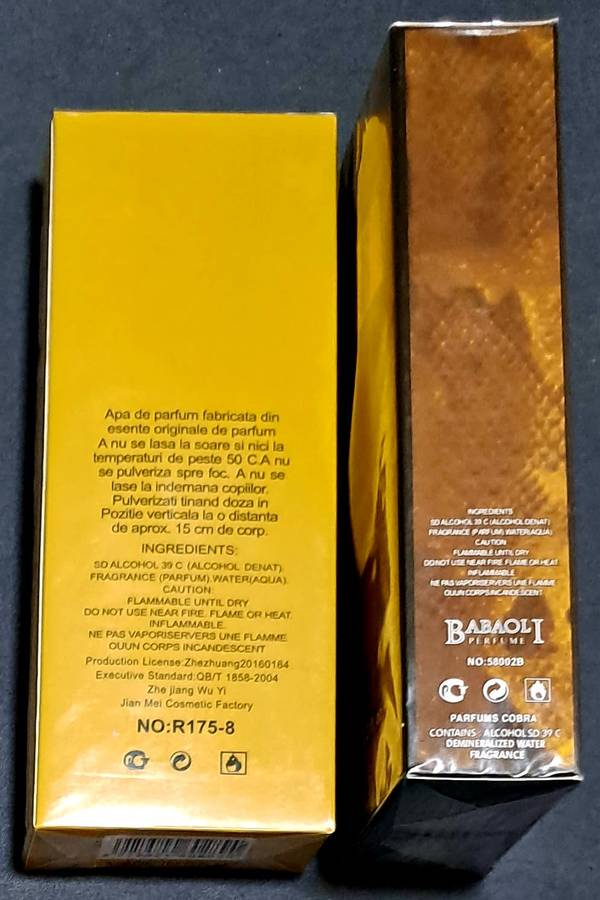 Apa de parfum fabricata din
esente originale de parfum
A nu se lasa la soare si nici la
temperaturi de peste 50 C.A nu
se pulveriza spre foc. A nu se
lase la indemana copiilor.
Pulverizati tinand doza in
Pozitie verticala la o distanta
de aprox. 15 cm de corp.
INGREDIENTS:
SD ALCOHOL 39 C (ALCOHOL DENAT)
FRAGRANCE (PARFUM).WATER(AQUA).
CAUTION:
FLAMMABLE UNTIL DRY
DO NOT USE NEAR FIRE, FLAME OR HEAT.
INFLAMMABLE.
NE PAS VAPORISERVERS UNE FLAMME
OUUN CORPS INCANDESCENT
Production License:Zhezhuang20160164
Executive Standard:QB/T 1858-2004
Zhe jiang Wu Yi
Jian Mei Cosmetic Factory
NO:R175-8
INGREDIENTS
SD ALCOHOL 39 C (ALCOHOL DENAT)
FRAGRANCE (PARFUM) WATER(AQUA)
CAUTION
FLAMMABLE UNTIL DRY
DO NOT USE NEAR FIRE, FLAME OR HEAT
INFLAMMABLE
NE PAS VAPORISERVERS UNE FLAMME
OUUN CORPS INCANDESCENT
BABAOLI
PERFUME
NO:58002B
PARFUMS COBRA
CONTAINS: ALCOHOL SD 39 C
DEMINERALIZED WATER
FRAGRANCE